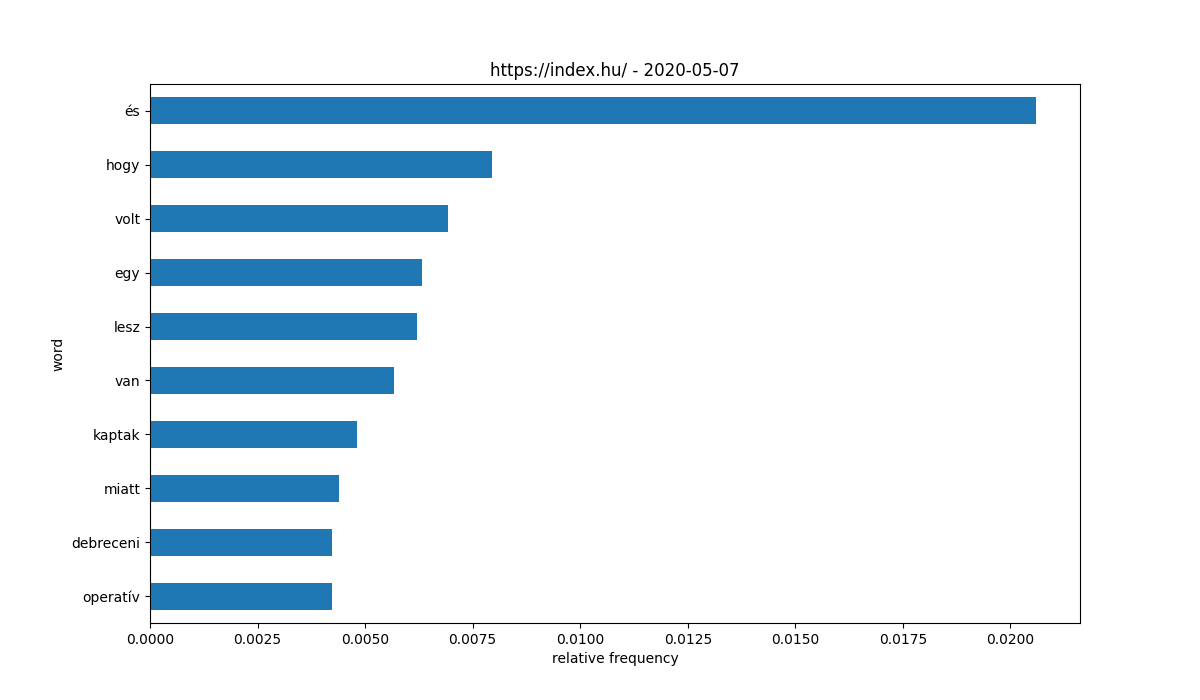 https://index.hu/ - 2020-05-07
és
hogy
volt
egy
lesz
van
kaptak
miatt
debreceni
operatív
word
0.0000 0.0025 0.0050 0.0075 0.0100 0.0125 0.0150 0.0175 0.0200
relative frequency